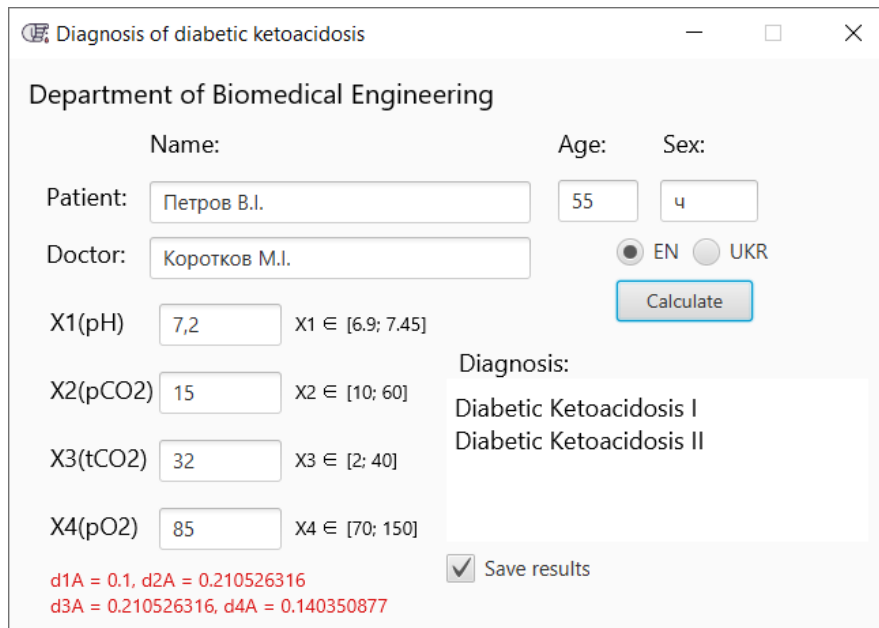 Diagnosis of diabetic ketoacidosis
Department of Biomedical Engineering
Name: Age: Sex:
Patient: Петров В.І. 55 ч
Doctor: Коротков М.І.
EN UKR
Calculate
X1(pH) 7,2 X1 ∈ [6.9; 7.45]
Diagnosis:
X2(pCO2) 15 X2 ∈ [10; 60]
Diabetic Ketoacidosis I
Diabetic Ketoacidosis II
X3(tCO2) 32 X3 ∈ [2; 40]
X4(pO2) 85 X4 ∈ [70; 150]
Save results
d1A = 0.1, d2A = 0.210526316
d3A = 0.210526316, d4A = 0.140350877